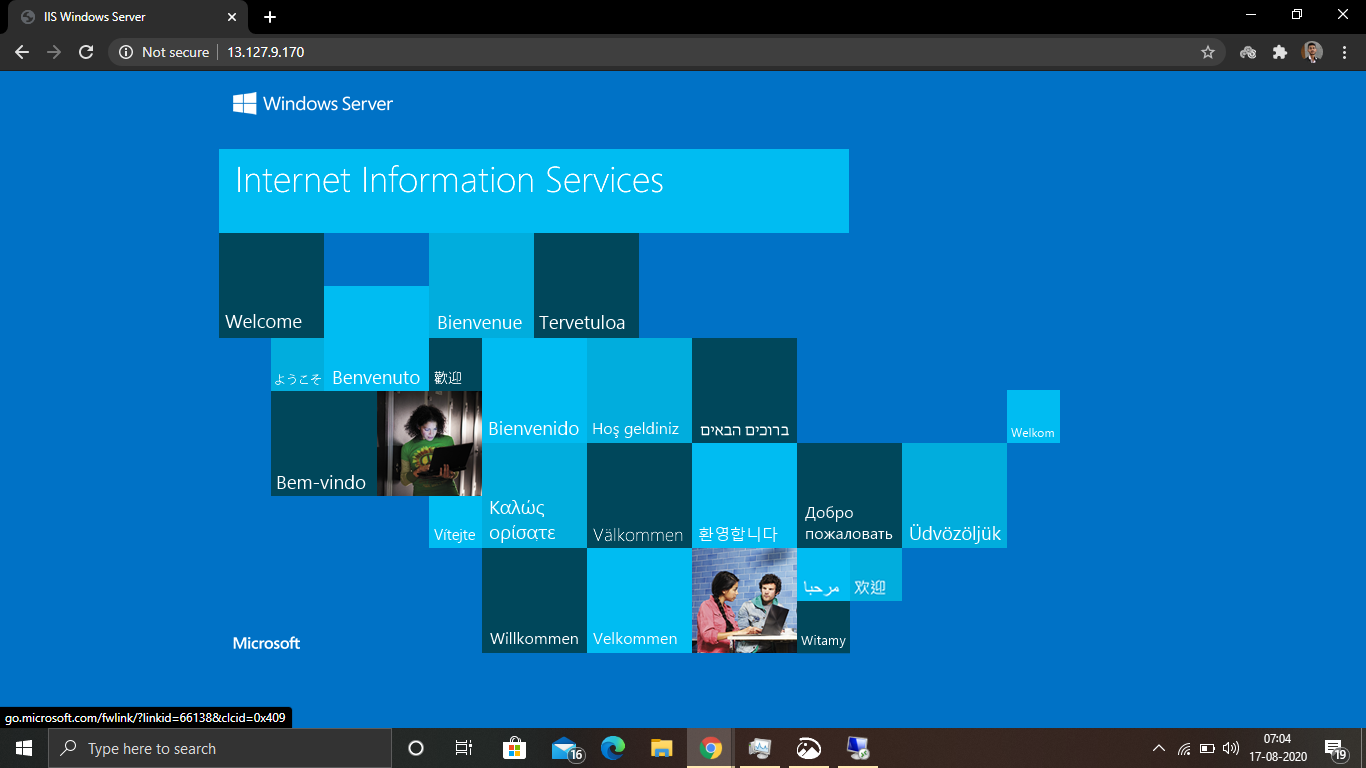 IIS Windows Server
Not secure
13.127.9.170
Windows Server
Internet Information Services
Welcome
Bienvenue
Tervetuloa
ようこそ
Benvenuto
歡迎
Bienvenido
Hoş geldiniz
ברוכים הבאים
Welkom
Bem-vindo
Vítejte
Καλώς
ορίσατε
Välkommen
환영합니다
Добро
пожаловать
Üdvözöljük
Willkommen
Velkommen
مرحبا
欢迎
Witamy
Microsoft
go.microsoft.com/fwlink/?linkid=66138&clcid=0x409
Type here to search
16
07:04
17-08-2020
19